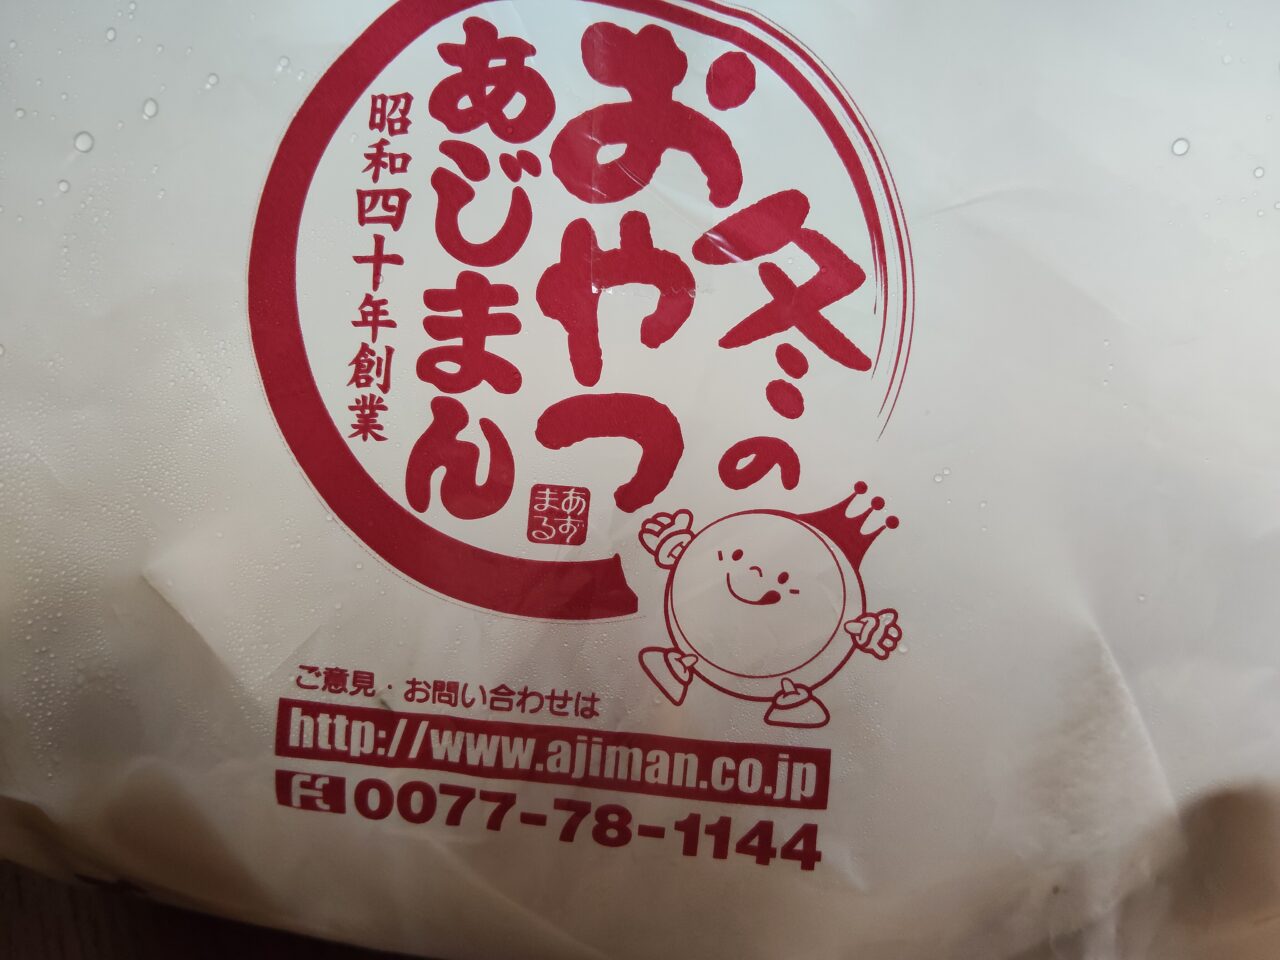 冬の
おやつ
あじまん
昭和四十年創業
あずまる
ご意見・お問い合わせは
http://www.ajiman.co.jp
0077-78-1144